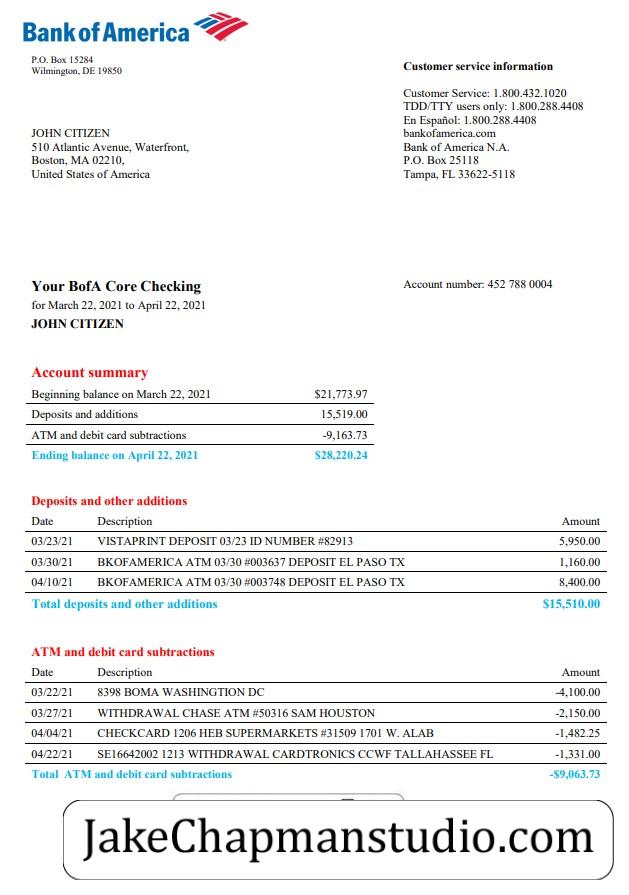 Bank of America
P.O. Box 15284
Wilmington, DE 19850
Customer service information
Customer Service: 1.800.432.1020
TDD/TTY users only: 1.800.288.4408
En Español: 1.800.288.4408
bankofamerica.com
Bank of America N.A.
P.O. Box 25118
Tampa, FL 33622-5118
JOHN CITIZEN
510 Atlantic Avenue, Waterfront,
Boston, MA 02210,
United States of America
Your BofA Core Checking
for March 22, 2021 to April 22, 2021
JOHN CITIZEN
Account number: 452 788 0004
Account summary
Beginning balance on March 22, 2021 $21,773.97
Deposits and additions 15,519.00
ATM and debit card subtractions -9,163.73
Ending balance on April 22, 2021 $28,220.24
Deposits and other additions
Date Description Amount
03/23/21 VISTAPRINT DEPOSIT 03/23 ID NUMBER #82913 5,950.00
03/30/21 BKOFAMERICA ATM 03/30 #003637 DEPOSIT EL PASO TX 1,160.00
04/10/21 BKOFAMERICA ATM 03/30 #003748 DEPOSIT EL PASO TX 8,400.00
Total deposits and other additions $15,510.00
ATM and debit card subtractions
Date Description Amount
03/22/21 8398 BOMA WASHINGTION DC -4,100.00
03/27/21 WITHDRAWAL CHASE ATM #50316 SAM HOUSTON -2,150.00
04/04/21 CHECKCARD 1206 HEB SUPERMARKETS #31509 1701 W. ALAB -1,482.25
04/22/21 SE16642002 1213 WITHDRAWAL CARDTRONICS CCWF TALLAHASSEE FL -1,331.00
Total ATM and debit card subtractions -$9,063.73
JakeChapmanstudio.com